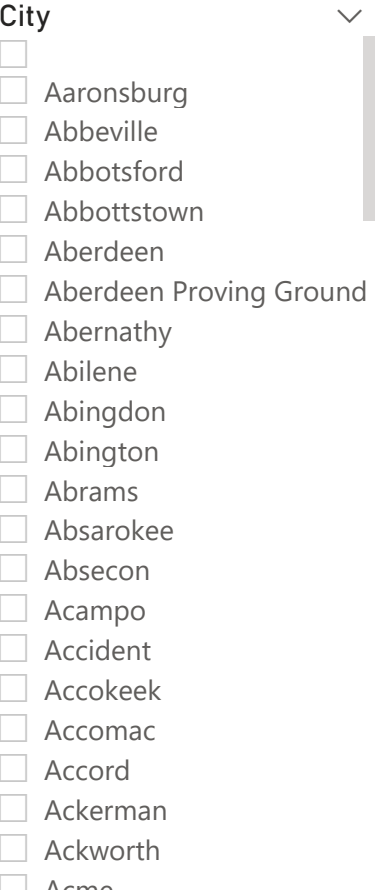 City
Aaronsburg
Abbeville
Abbotsford
Abbottstown
Aberdeen
Aberdeen Proving Ground
Abernathy
Abilene
Abingdon
Abington
Abrams
Absarokee
Absecon
Acampo
Accident
Accokeek
Accomac
Accord
Ackerman
Ackworth
Acme